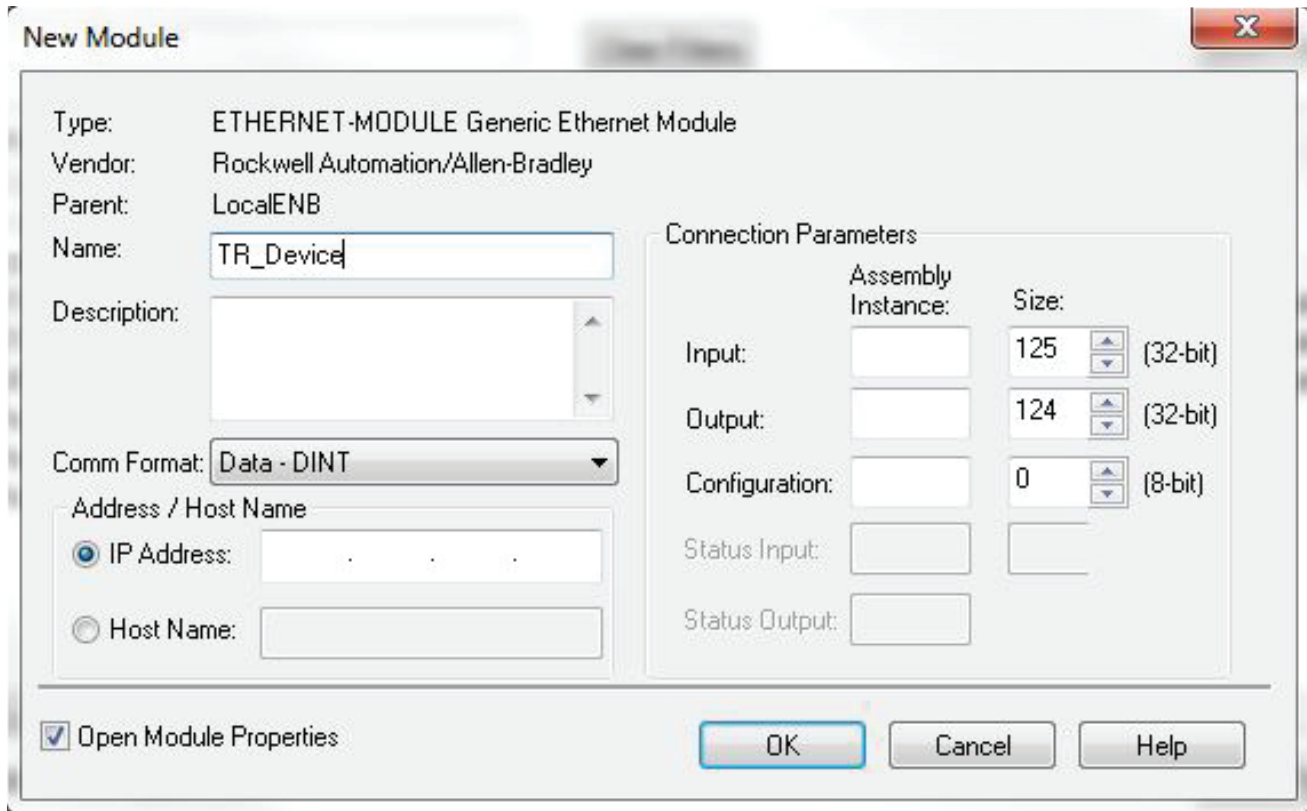 New Module
Type: ETHERNET-MODULE Generic Ethernet Module
Vendor: Rockwell Automation/Allen-Bradley
Parent: LocalENB
Name: TR_Device
Description:
Comm Format: Data - DINT
Address / Host Name
IP Address: . . .
Host Name:
Connection Parameters
Assembly
Instance: Size:
Input: 125 (32-bit)
Output: 124 (32-bit)
Configuration: 0 (8-bit)
Status Input:
Status Output:
Open Module Properties
OK Cancel Help